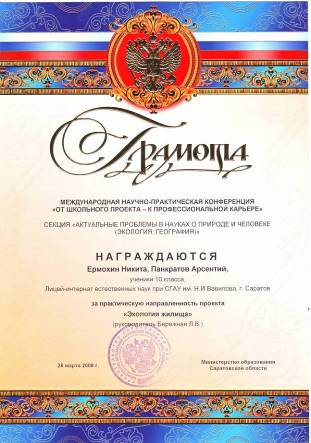 Грамота
МЕЖДУНАРОДНАЯ НАУЧНО-ПРАКТИЧЕСКАЯ КОНФЕРЕНЦИЯ
«ОТ ШКОЛЬНОГО ПРОЕКТА – К ПРОФЕССИОНАЛЬНОЙ КАРЬЕРЕ»
СЕКЦИЯ «АКТУАЛЬНЫЕ ПРОБЛЕМЫ В НАУКАХ О ПРИРОДЕ И ЧЕЛОВЕКЕ
(ЭКОЛОГИЯ, ГЕОГРАФИЯ)»
НАГРАЖДАЮТСЯ
Ермохин Никита, Панкратов Арсентий,
ученики 10 класса,
Лицей-интернат естественных наук при СГАУ им. Н.И Вавилова, г. Саратов
за практическую направленность проекта
«Экология жилища»
(руководитель Бережная Л.В.)
26 марта 2008 г.
Министерство образования
Саратовской области